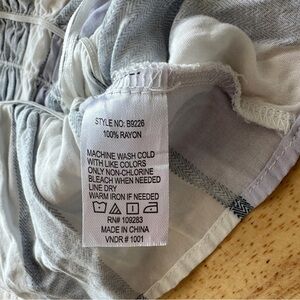 STYLE NO: B9226
100% RAYON
MACHINE WASH COLD
WITH LIKE COLORS
ONLY NON-CHLORINE
BLEACH WHEN NEEDED
LINE DRY
WARM IRON IF NEEDED
RN# 109283
MADE IN CHINA
VNDR # 1001